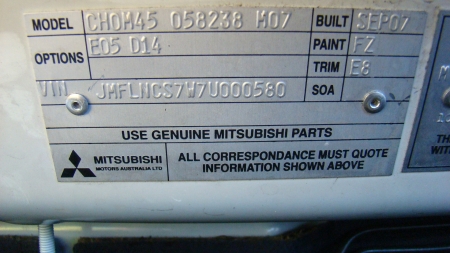 MODEL CHOM45 058238 M07 BUILT SEP07
OPTIONS E05 D14 PAINT FZ
TRIM E8
VIN JMFLNCS7W7U000580 SOA
USE GENUINE MITSUBISHI PARTS
MITSUBISHI
MOTORS AUSTRALIA LTD
ALL CORRESPONDANCE MUST QUOTE
INFORMATION SHOWN ABOVE